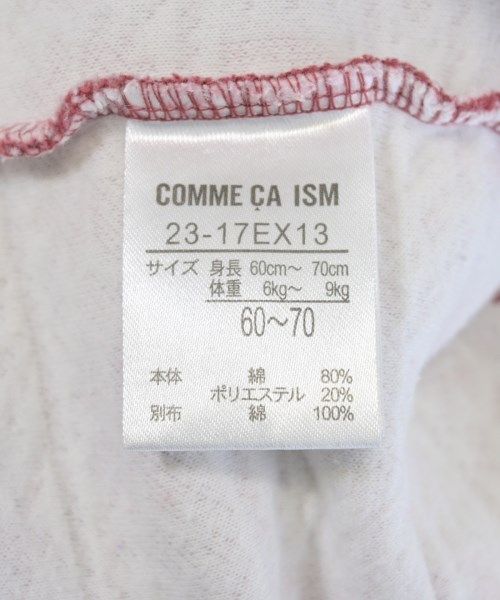 COMME ÇA ISM
23-17EX13
サイズ 身長 60cm～ 70cm
体重 6kg～ 9kg
60～70
本体 綿 80%
ポリエステル 20%
別布 綿 100%